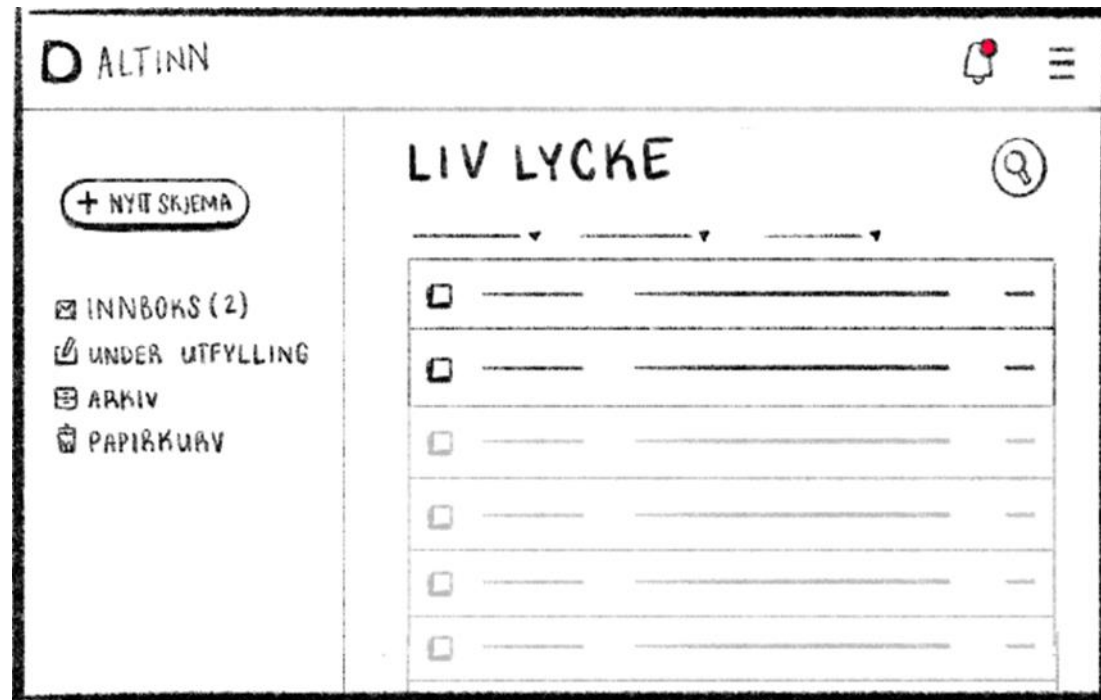 ALTINN
LIV LYCKE
+ NYTT SKJEMA
INNBOKS (2)
UNDER UTFYLLING
ARKIV
PAPIRKURV